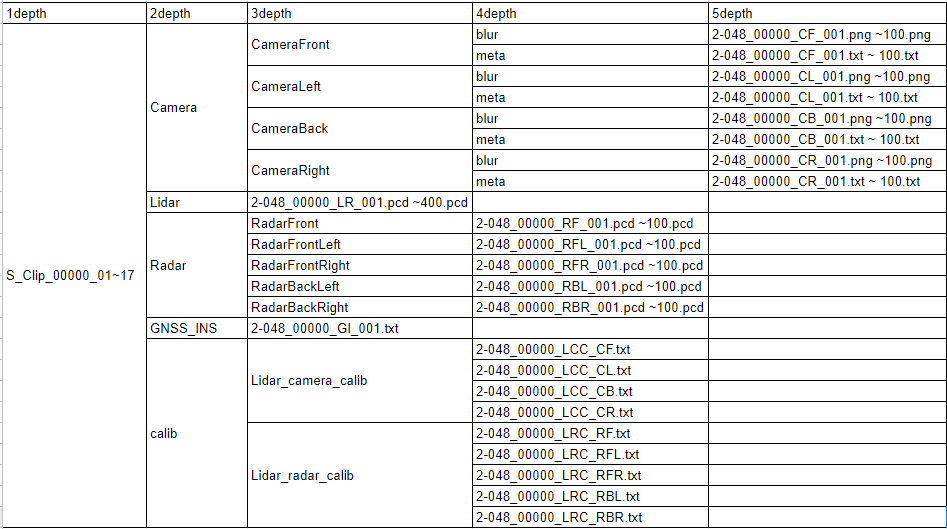 1depth 2depth 3depth 4depth 5depth
S_Clip_00000_01~17
Camera
CameraFront
blur 2-048_00000_CF_001.png ~100.png
meta 2-048_00000_CF_001.txt ~ 100.txt
CameraLeft
blur 2-048_00000_CL_001.png ~100.png
meta 2-048_00000_CL_001.txt ~ 100.txt
CameraBack
blur 2-048_00000_CB_001.png ~100.png
meta 2-048_00000_CB_001.txt ~ 100.txt
CameraRight
blur 2-048_00000_CR_001.png ~100.png
meta 2-048_00000_CR_001.txt ~ 100.txt
Lidar 2-048_00000_LR_001.pcd ~400.pcd
Radar
RadarFront 2-048_00000_RF_001.pcd ~100.pcd
RadarFrontLeft 2-048_00000_RFL_001.pcd ~100.pcd
RadarFrontRight 2-048_00000_RFR_001.pcd ~100.pcd
RadarBackLeft 2-048_00000_RBL_001.pcd ~100.pcd
RadarBackRight 2-048_00000_RBR_001.pcd ~100.pcd
GNSS_INS 2-048_00000_GI_001.txt
calib
Lidar_camera_calib
2-048_00000_LCC_CF.txt
2-048_00000_LCC_CL.txt
2-048_00000_LCC_CB.txt
2-048_00000_LCC_CR.txt
Lidar_radar_calib
2-048_00000_LRC_RF.txt
2-048_00000_LRC_RFL.txt
2-048_00000_LRC_RFR.txt
2-048_00000_LRC_RBL.txt
2-048_00000_LRC_RBR.txt